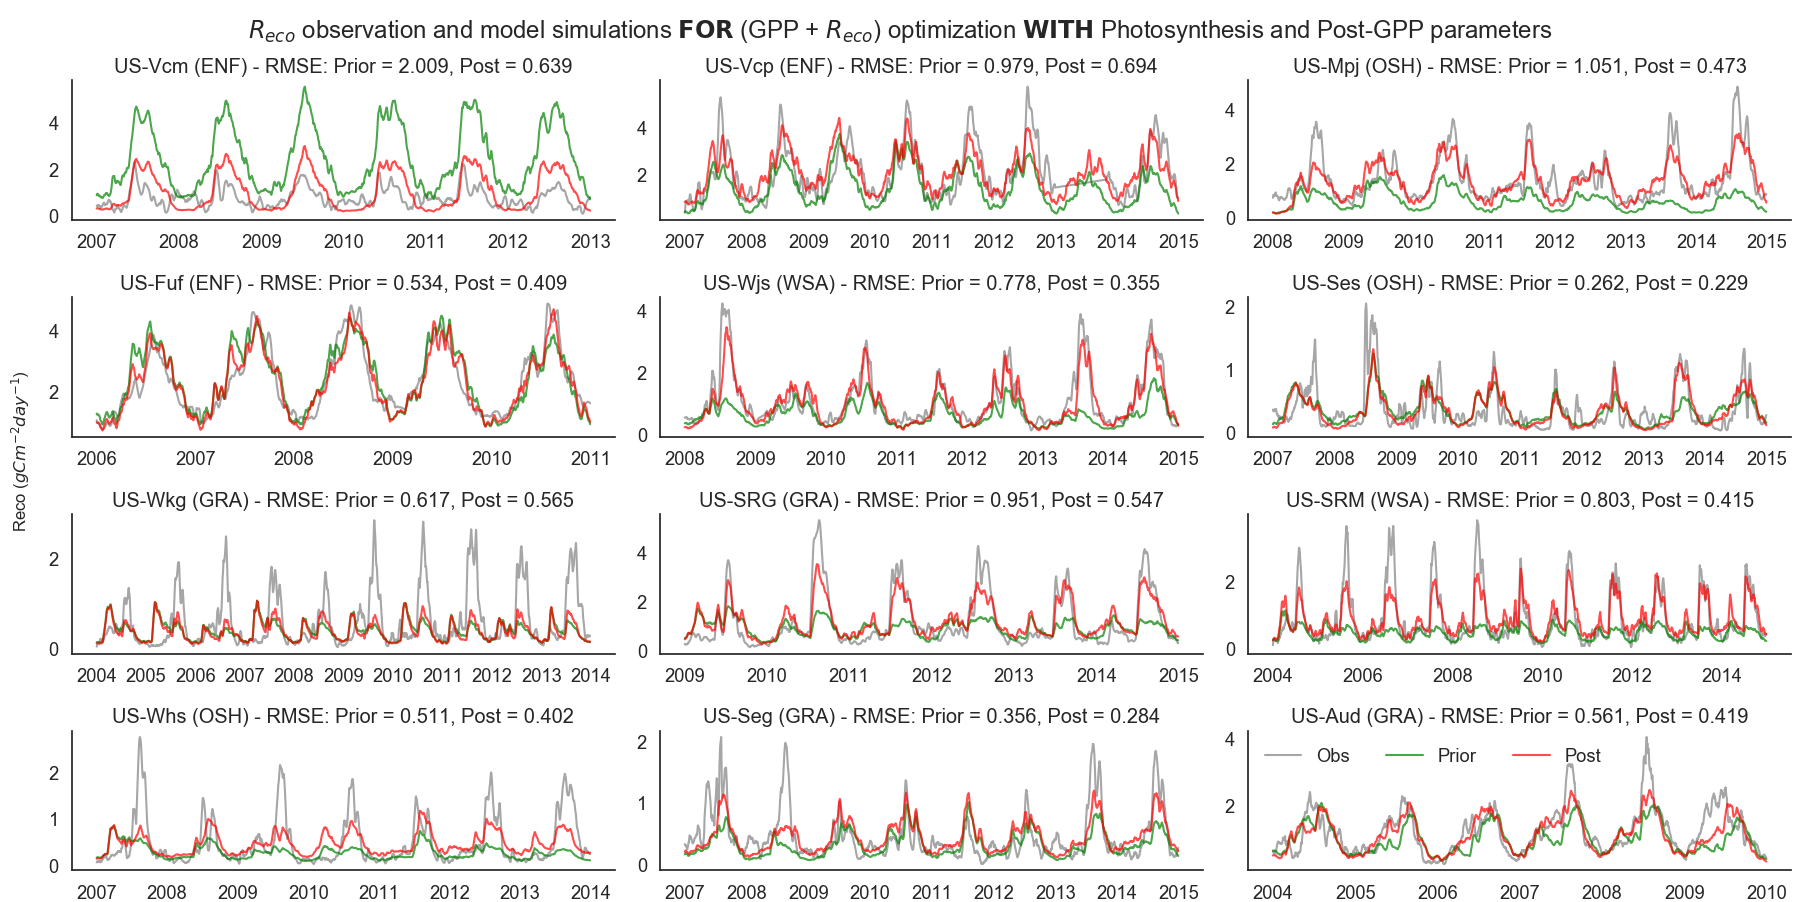 Reco observation and model simulations FOR (GPP + Reco) optimization WITH Photosynthesis and Post-GPP parameters
US-Vcm (ENF) - RMSE: Prior = 2.009, Post = 0.639
4
2
0
2007 2008 2009 2010 2011 2012 2013
US-Vcp (ENF) - RMSE: Prior = 0.979, Post = 0.694
4
2
2007 2008 2009 2010 2011 2012 2013 2014 2015
US-Mpj (OSH) - RMSE: Prior = 1.051, Post = 0.473
4
2
0
2008 2009 2010 2011 2012 2013 2014 2015
US-Fuf (ENF) - RMSE: Prior = 0.534, Post = 0.409
4
2
2006 2007 2008 2009 2010 2011
US-Wjs (WSA) - RMSE: Prior = 0.778, Post = 0.355
4
2
0
2008 2009 2010 2011 2012 2013 2014 2015
US-Ses (OSH) - RMSE: Prior = 0.262, Post = 0.229
2
1
0
2007 2008 2009 2010 2011 2012 2013 2014 2015
Reco (gCm−2day−1)
US-Wkg (GRA) - RMSE: Prior = 0.617, Post = 0.565
2
0
2004 2005 2006 2007 2008 2009 2010 2011 2012 2013 2014
US-SRG (GRA) - RMSE: Prior = 0.951, Post = 0.547
4
2
0
2009 2010 2011 2012 2013 2014 2015
US-SRM (WSA) - RMSE: Prior = 0.803, Post = 0.415
2
0
2004 2006 2008 2010 2012 2014
US-Whs (OSH) - RMSE: Prior = 0.511, Post = 0.402
2
1
0
2007 2008 2009 2010 2011 2012 2013 2014
US-Seg (GRA) - RMSE: Prior = 0.356, Post = 0.284
2
1
0
2007 2008 2009 2010 2011 2012 2013 2014 2015
US-Aud (GRA) - RMSE: Prior = 0.561, Post = 0.419
4
2
Obs Prior Post
2004 2005 2006 2007 2008 2009 2010